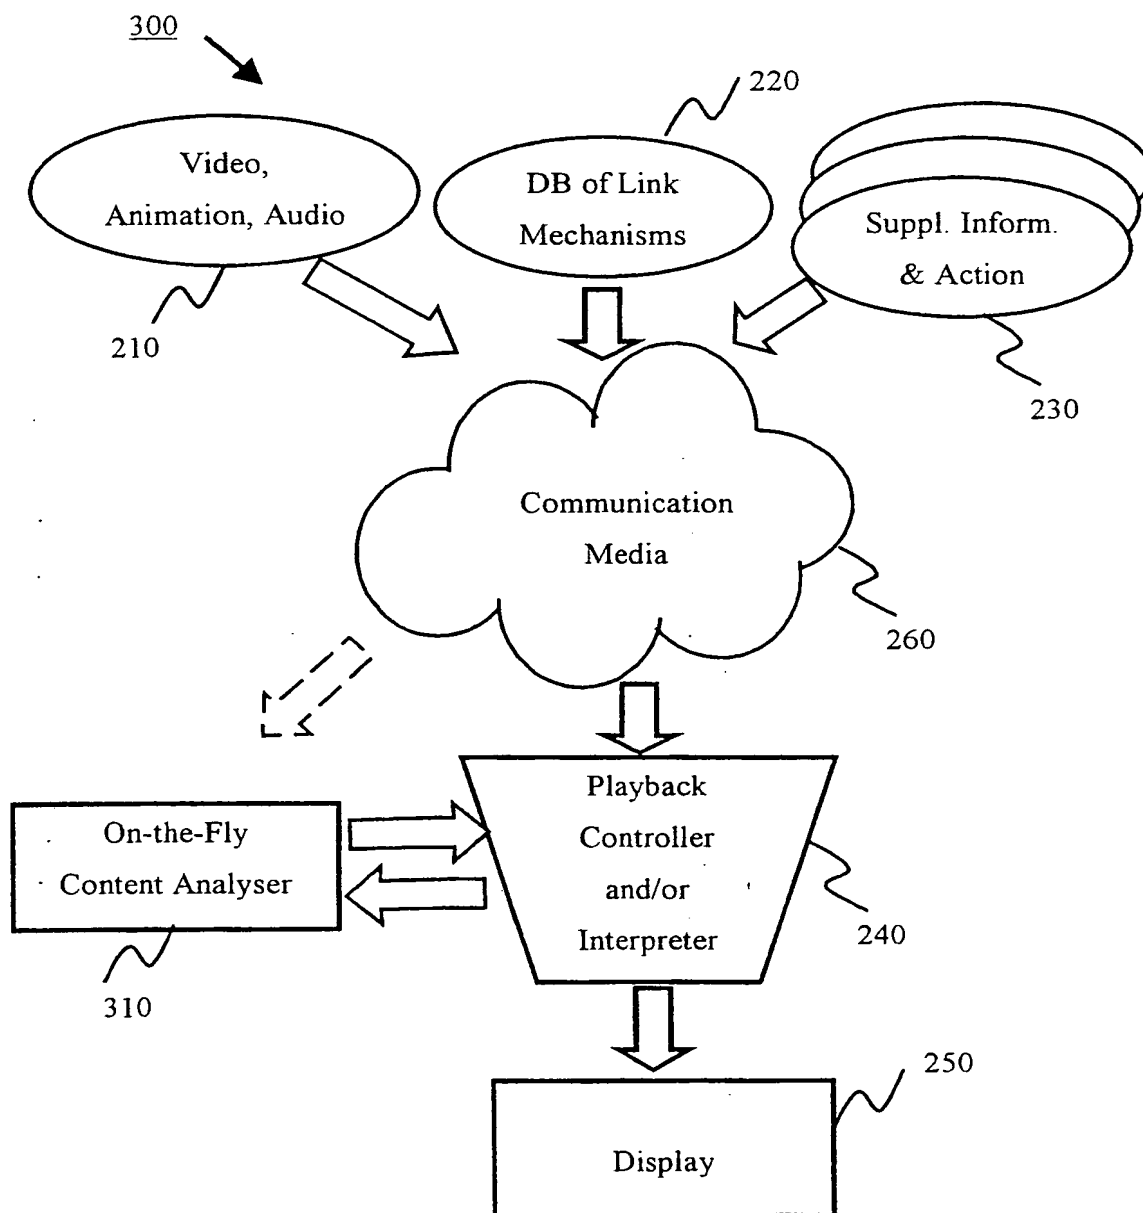 300
220
Video,
Animation, Audio
DB of Link
Mechanisms
Suppl. Inform.
& Action
210
230
Communication
Media
260
Playback
Controller
and/or
Interpreter
On-the-Fly
Content Analyser
240
310
250
Display